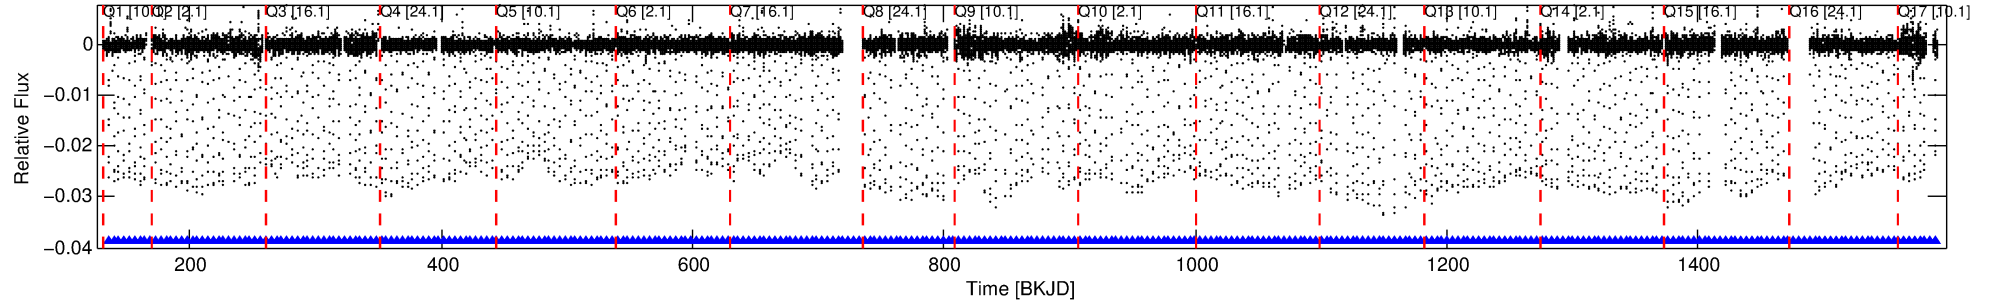 Q1 [10.1] Q2 [2.1] Q3 [16.1] Q4 [24.1] Q5 [10.1] Q6 [2.1] Q7 [16.1] Q8 [24.1] Q9 [10.1] Q10 [2.1] Q11 [16.1] Q12 [24.1] Q13 [10.1] Q14 [2.1] Q15 [16.1] Q16 [24.1] Q17 [10.1]
0
−0.01
−0.02
−0.03
−0.04
Relative Flux
200 400 600 800 1000 1200 1400
Time [BKJD]